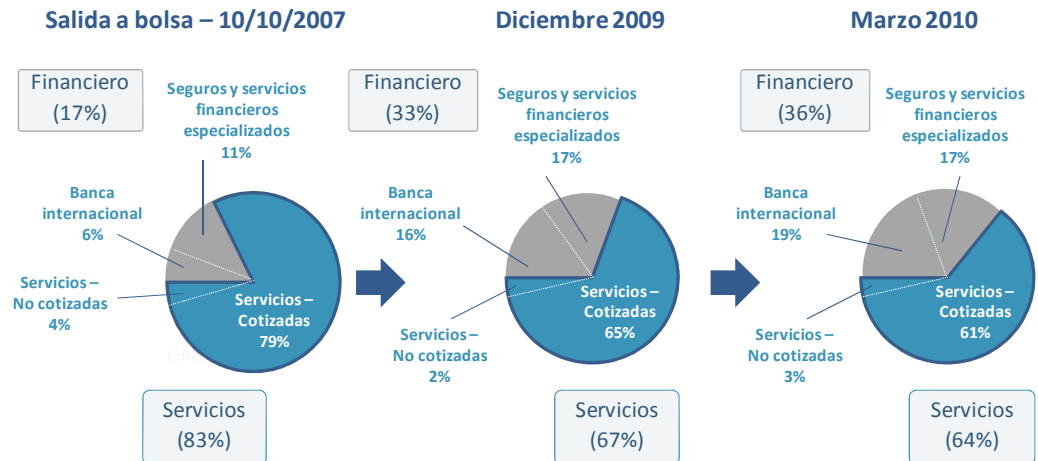 Salida a bolsa – 10/10/2007
Financiero
(17%)
Seguros y servicios
financieros
especializados
11%
Banca
internacional
6%
Servicios –
No cotizadas
4%
Servicios –
Cotizadas
79%
Servicios
(83%)
Diciembre 2009
Financiero
(33%)
Seguros y servicios
financieros
especializados
17%
Banca
internacional
16%
Servicios –
No cotizadas
2%
Servicios –
Cotizadas
65%
Servicios
(67%)
Marzo 2010
Financiero
(36%)
Seguros y servicios
financieros
especializados
17%
Banca
internacional
19%
Servicios –
No cotizadas
3%
Servicios –
Cotizadas
61%
Servicios
(64%)